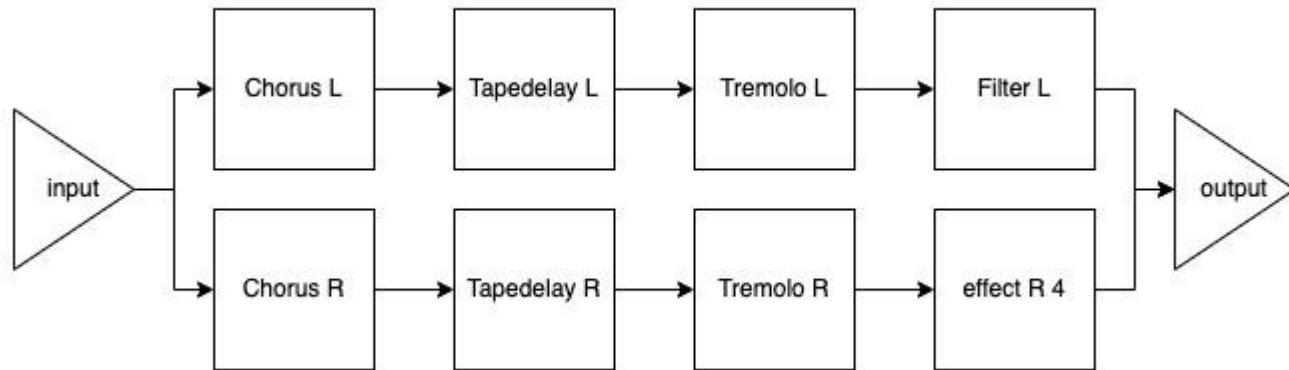 Chorus L
Tapedelay L
Tremolo L
Filter L
input
output
Chorus R
Tapedelay R
Tremolo R
effect R 4